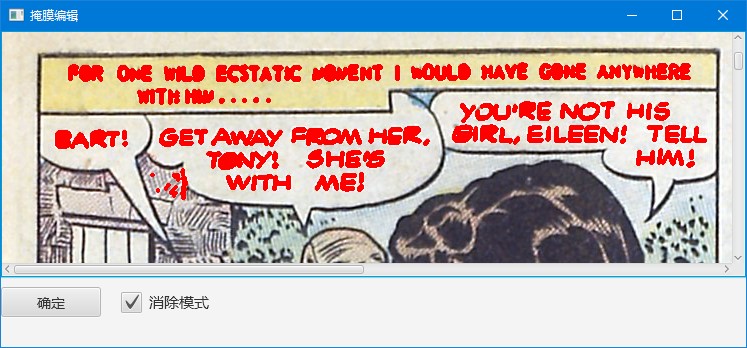 掩膜编辑
FOR ONE WILD ECSTATIC MOMENT I WOULD HAVE GONE ANYWHERE
WITH HIM.....
BART!
GET AWAY FROM HER,
TONY! SHE'S
WITH ME!
YOU'RE NOT HIS
GIRL, EILEEN! TELL
HIM!
确定
消除模式